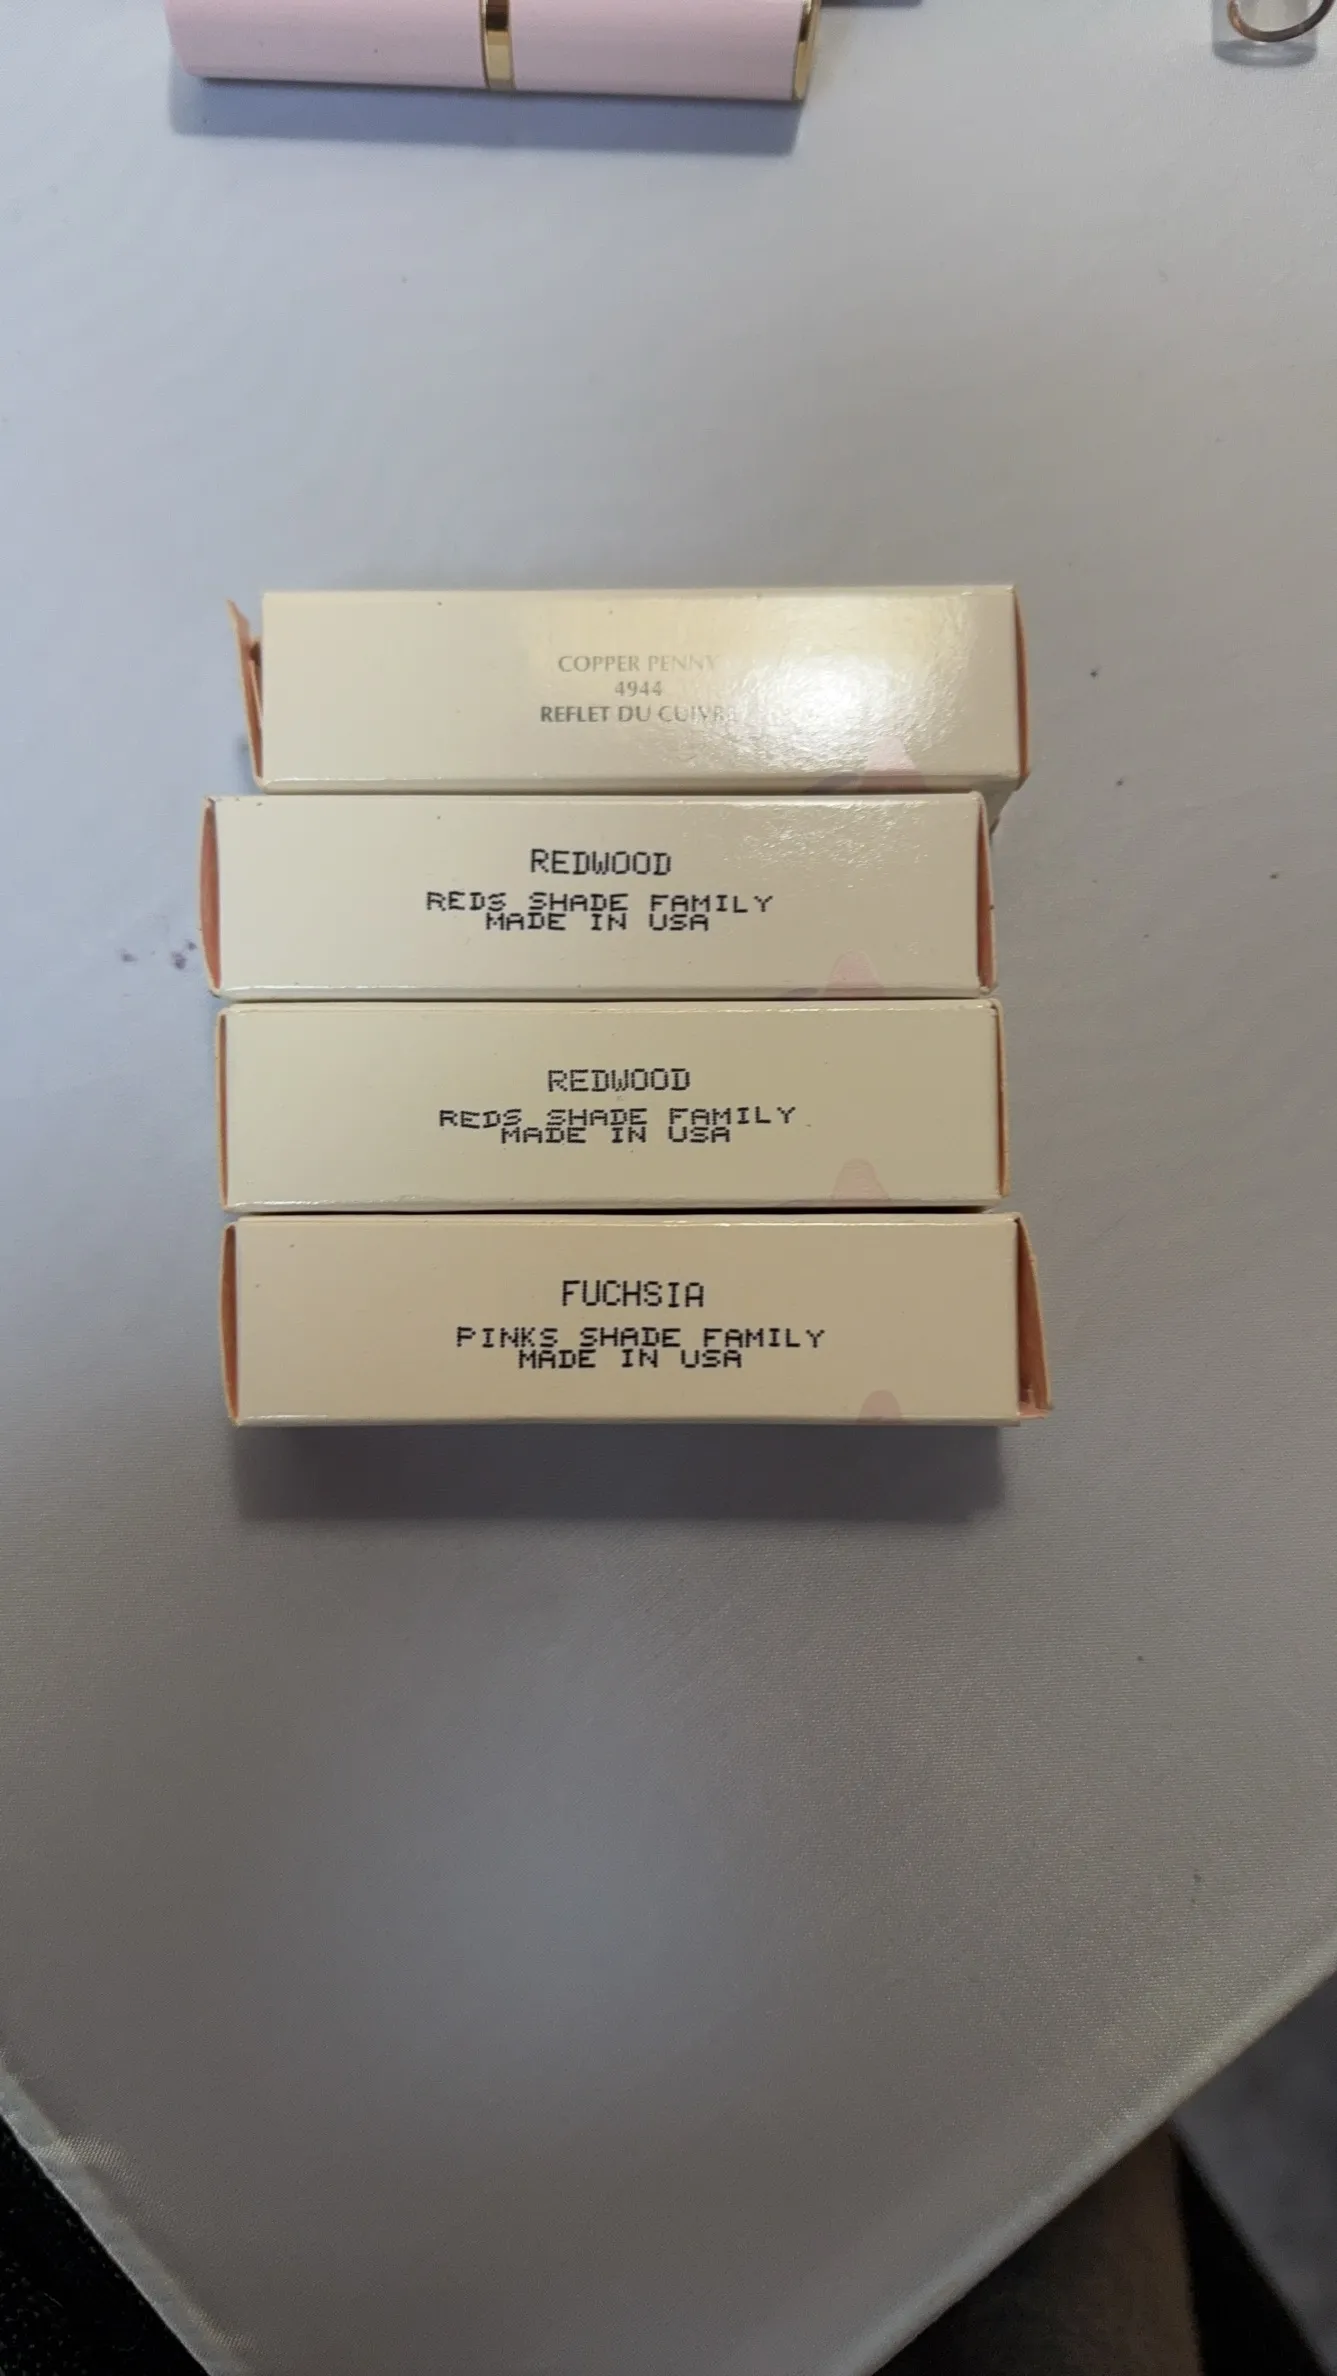 COPPER PENNY
4944
REFLET DU CUIVRE
REDWOOD
REDS SHADE FAMILY
MADE IN USA
REDWOOD
REDS SHADE FAMILY
MADE IN USA
FUCHSIA
PINKS SHADE FAMILY
MADE IN USA